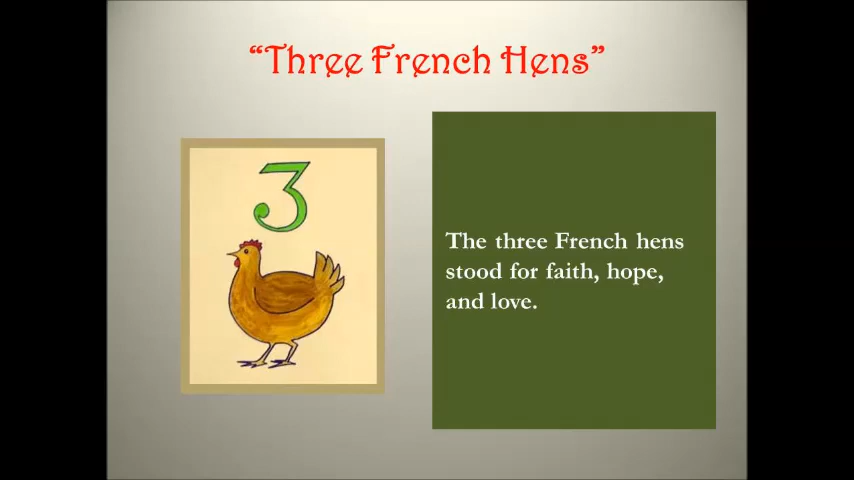 “Three French Hens”
3
The three French hens
stood for faith, hope,
and love.